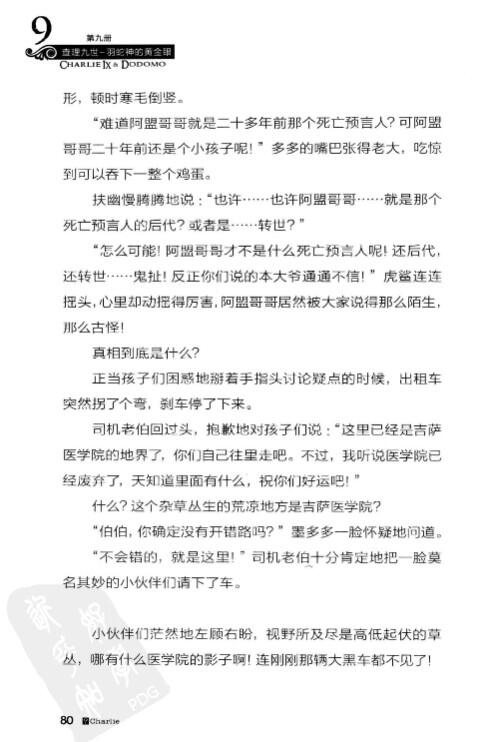 9
第九册
查理九世-羽蛇神的黄金眼
CHARLIE IX & DODOMO
形，顿时寒毛倒竖。
“难道阿盟哥哥就是二十多年前那个死亡预言人？可阿盟
哥哥二十年前还是个小孩子呢！”多多的嘴巴张得老大，吃惊
到可以吞下一整个鸡蛋。
扶幽慢腾腾地说：“也许……也许阿盟哥哥……就是那个
死亡预言人的后代？或者是……转世？”
“怎么可能！阿盟哥哥才不是什么死亡预言人呢！还后代，
还转世……鬼扯！反正你们说的本大爷通通不信！”虎鲨连连
摇头，心里却动摇得厉害，阿盟哥哥居然被大家说得那么陌生，
那么古怪！
真相到底是什么？
正当孩子们困惑地掰着手指头讨论疑点的时候，出租车
突然拐了个弯，刹车停了下来。
司机老伯回过头，抱歉地对孩子们说：“这里已经是吉萨
医学院的地界了，你们自己往里走吧。不过，我听说医学院已
经废弃了，天知道里面有什么，祝你们好运吧！”
什么？这个杂草丛生的荒凉地方是吉萨医学院？
“伯伯，你确定没有开错路吗？”墨多多一脸怀疑地问道。
“不会错的，就是这里！”司机老伯十分肯定地把一脸莫
名其妙的小伙伴们请下了车。
小伙伴们茫然地左顾右盼，视野所及尽是高低起伏的草
丛，哪有什么医学院的影子啊！连刚刚那辆大黑车都不见了！
PDG
80 Charlie